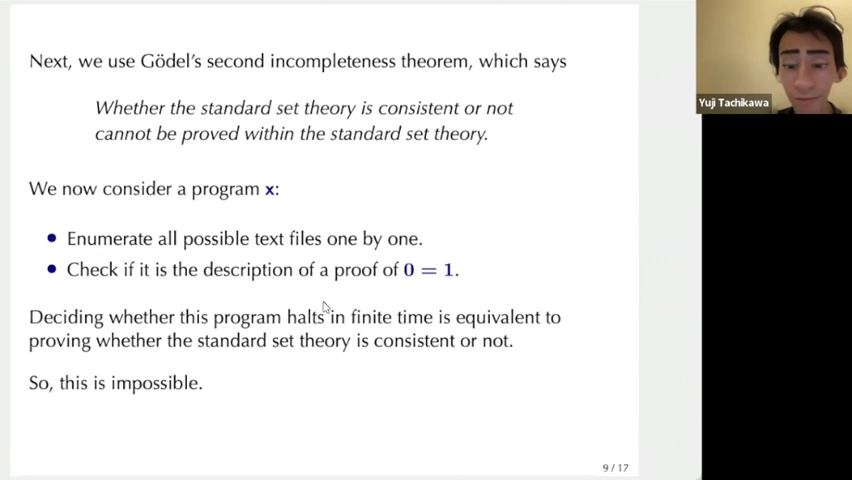 Next, we use Gödel's second incompleteness theorem, which says
Whether the standard set theory is consistent or not
cannot be proved within the standard set theory.
We now consider a program x:
• Enumerate all possible text files one by one.
• Check if it is the description of a proof of 0 = 1.
Deciding whether this program halts in finite time is equivalent to
proving whether the standard set theory is consistent or not.
So, this is impossible.
9 / 17
Yuji Tachikawa